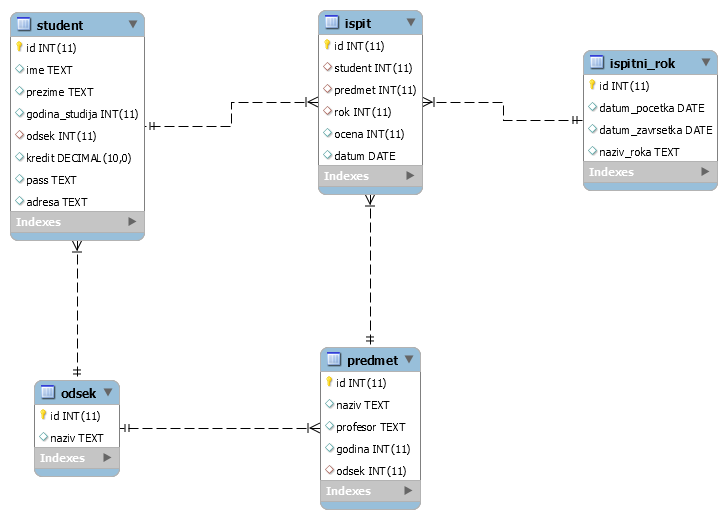 student
id INT(11)
ime TEXT
prezime TEXT
godina_studija INT(11)
odsek INT(11)
kredit DECIMAL(10,0)
pass TEXT
adresa TEXT
Indexes
ispit
id INT(11)
student INT(11)
predmet INT(11)
rok INT(11)
ocena INT(11)
datum DATE
Indexes
ispitni_rok
id INT(11)
datum_pocetka DATE
datum_zavrsetka DATE
naziv_roka TEXT
Indexes
odsek
id INT(11)
naziv TEXT
Indexes
predmet
id INT(11)
naziv TEXT
profesor TEXT
godina INT(11)
odsek INT(11)
Indexes